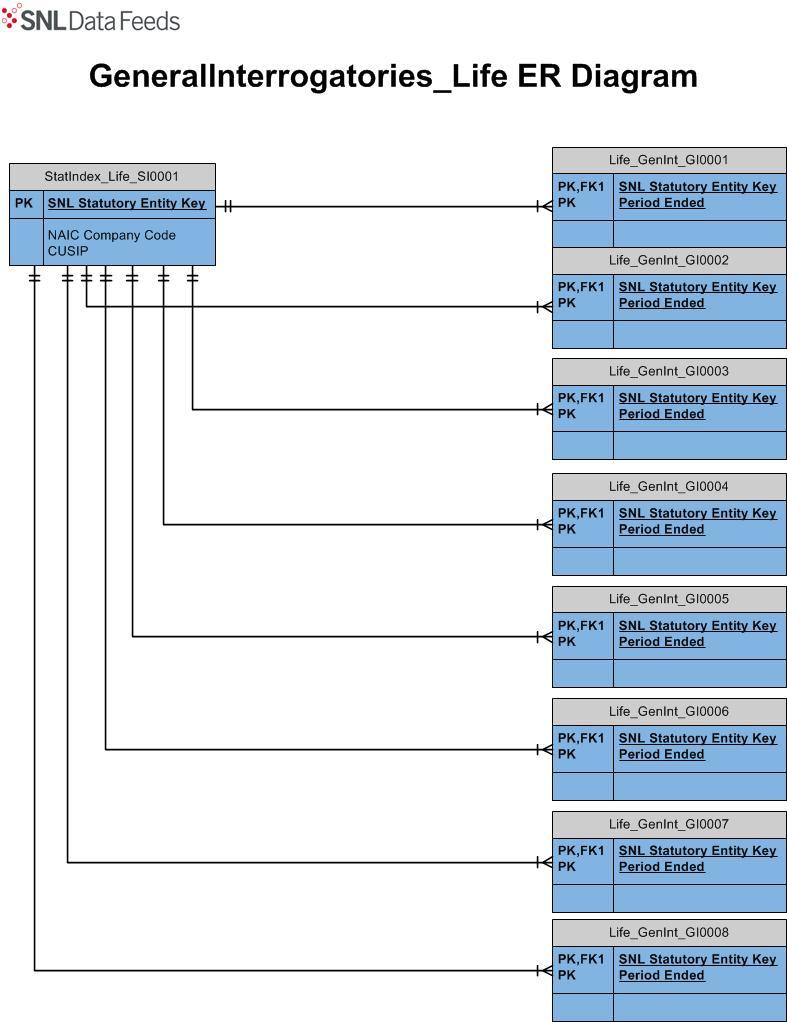 SNL Data Feeds
GeneralInterrogatories_Life ER Diagram
StatIndex_Life_SI0001
PK SNL Statutory Entity Key
NAIC Company Code
CUSIP
Life_GenInt_GI0001
PK,FK1 SNL Statutory Entity Key
PK Period Ended
Life_GenInt_GI0002
PK,FK1 SNL Statutory Entity Key
PK Period Ended
Life_GenInt_GI0003
PK,FK1 SNL Statutory Entity Key
PK Period Ended
Life_GenInt_GI0004
PK,FK1 SNL Statutory Entity Key
PK Period Ended
Life_GenInt_GI0005
PK,FK1 SNL Statutory Entity Key
PK Period Ended
Life_GenInt_GI0006
PK,FK1 SNL Statutory Entity Key
PK Period Ended
Life_GenInt_GI0007
PK,FK1 SNL Statutory Entity Key
PK Period Ended
Life_GenInt_GI0008
PK,FK1 SNL Statutory Entity Key
PK Period Ended